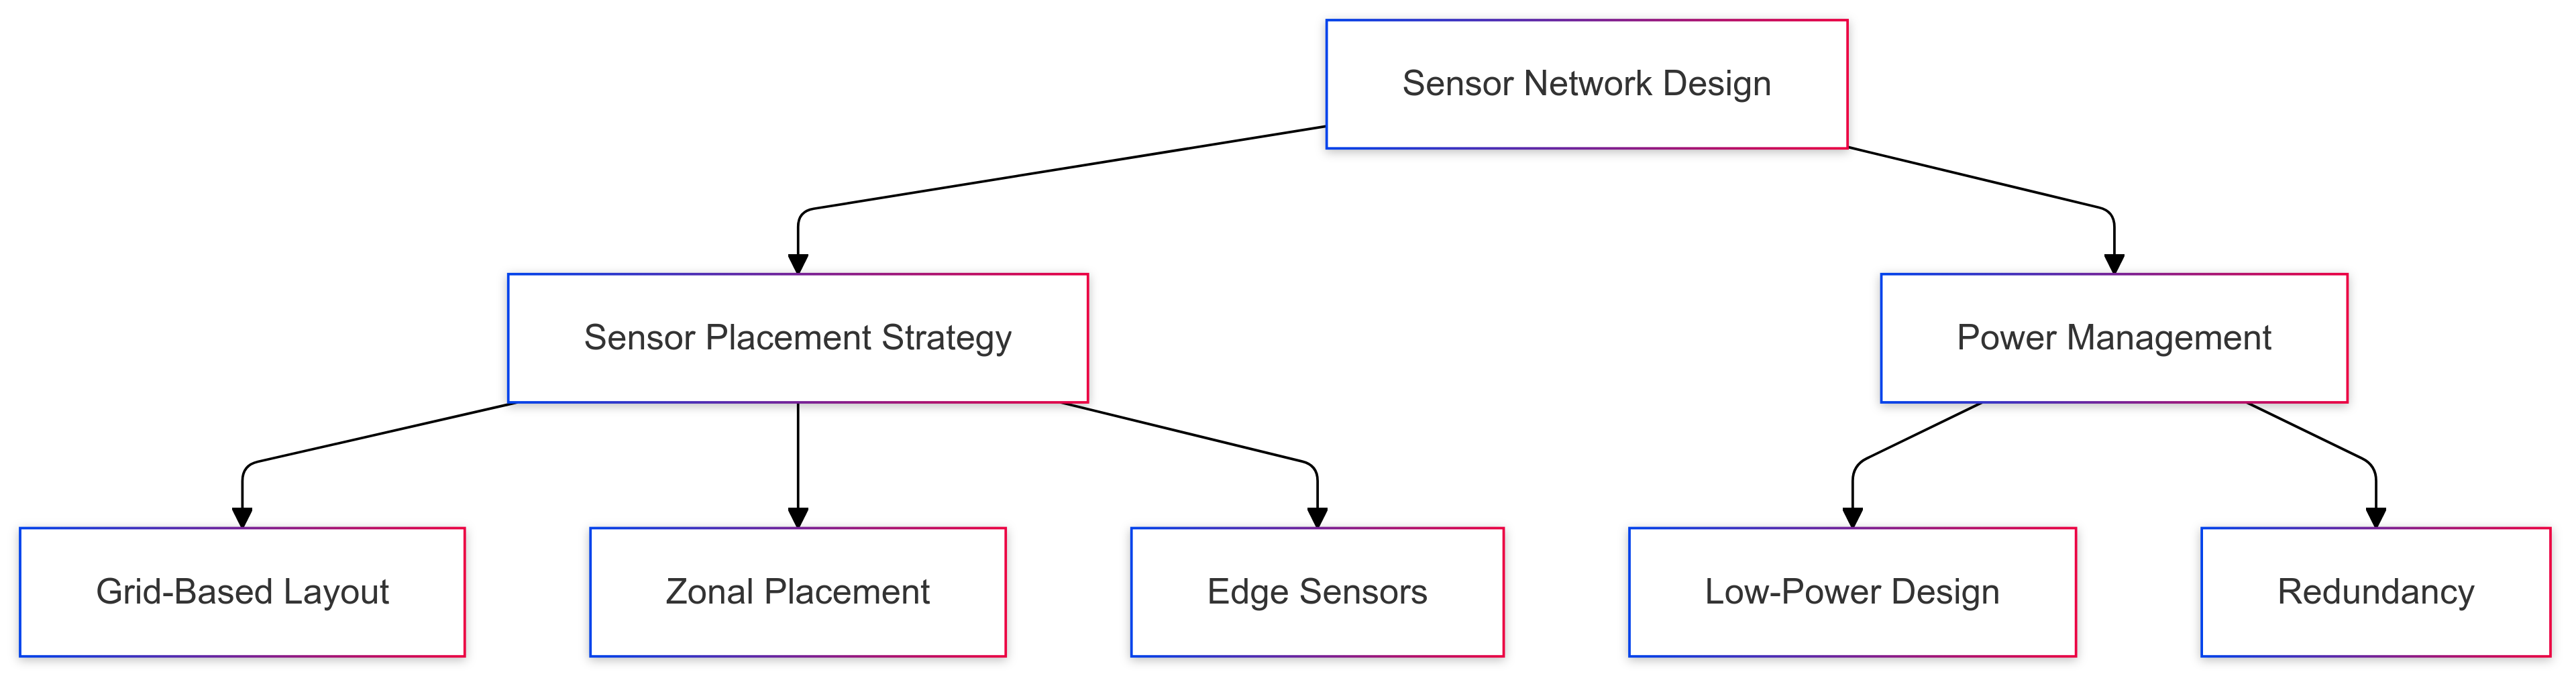 Sensor Network Design
Sensor Placement Strategy
Power Management
Grid-Based Layout
Zonal Placement
Edge Sensors
Low-Power Design
Redundancy